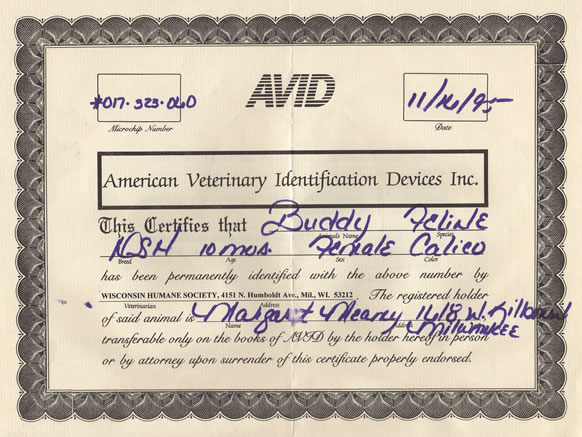 AVID
#017·323·060
11/16/95
Microchip Number
Date
American Veterinary Identification Devices Inc.
This Certifies that Buddy Feline
Animals Name Species
DSH 10 mos Female Calico
Breed Age Sex Color
has been permanently identified with the above number by
WISCONSIN HUMANE SOCIETY, 4151 N. Humboldt Ave., Mil., WI. 53212 . The registered holder
Veterinarian Address
of said animal is Margaret 1618 W.
Name
Milwaukee
transferable only on the books of AVID by the holder hereof in person
or by attorney upon surrender of this certificate properly endorsed.